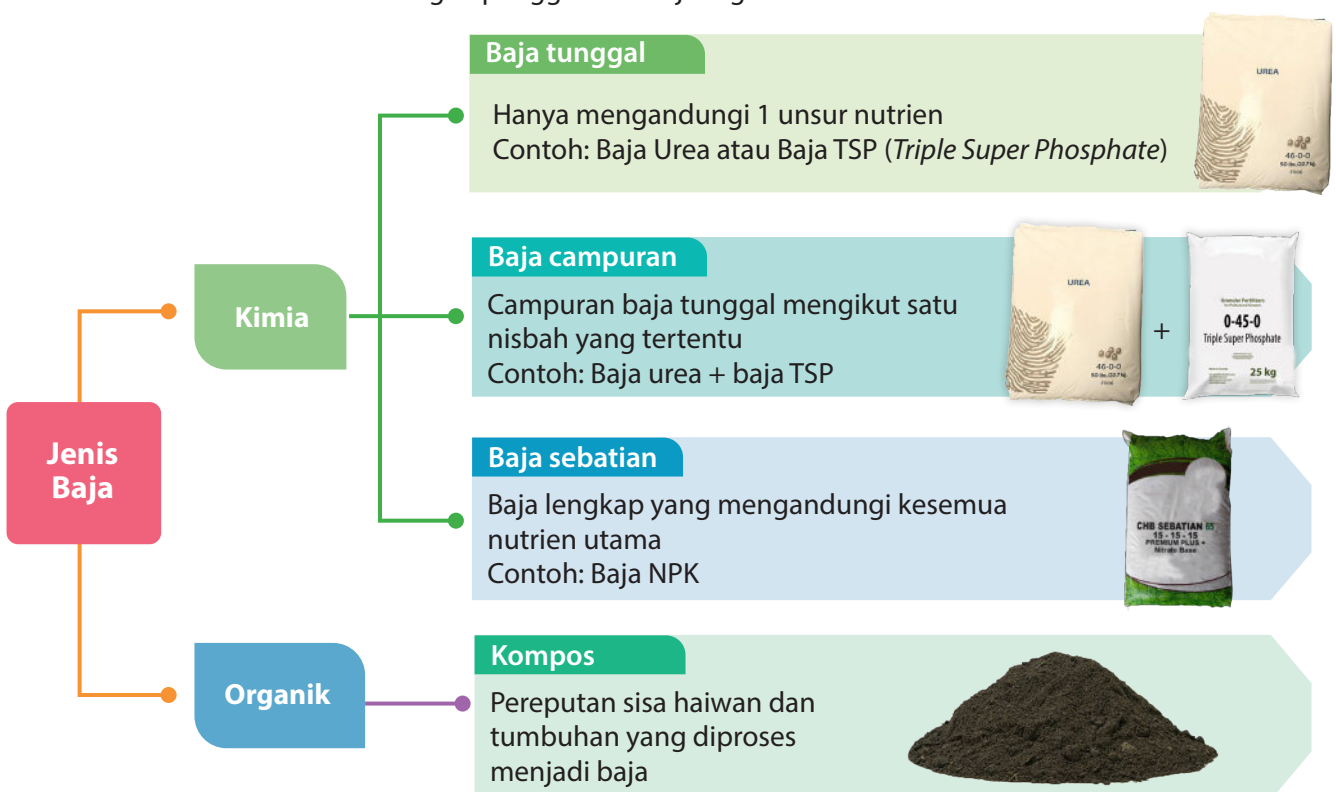 Baja tunggal
Hanya mengandungi 1 unsur nutrien
Contoh: Baja Urea atau Baja TSP (Triple Super Phosphate)
UREA
46-0-0
Baja campuran
Campuran baja tunggal mengikut satu
nisbah yang tertentu
Contoh: Baja urea + baja TSP
UREA
46-0-0
+
0-45-0
Triple Super Phosphate
25 kg
Kimia
Jenis
Baja
Baja sebatian
Baja lengkap yang mengandungi kesemua
nutrien utama
Contoh: Baja NPK
CHB SEBATIAN
15 - 15 - 15
PREMIUM PLUS +
Nitrate Base
Organik
Kompos
Pereputan sisa haiwan dan
tumbuhan yang diproses
menjadi baja